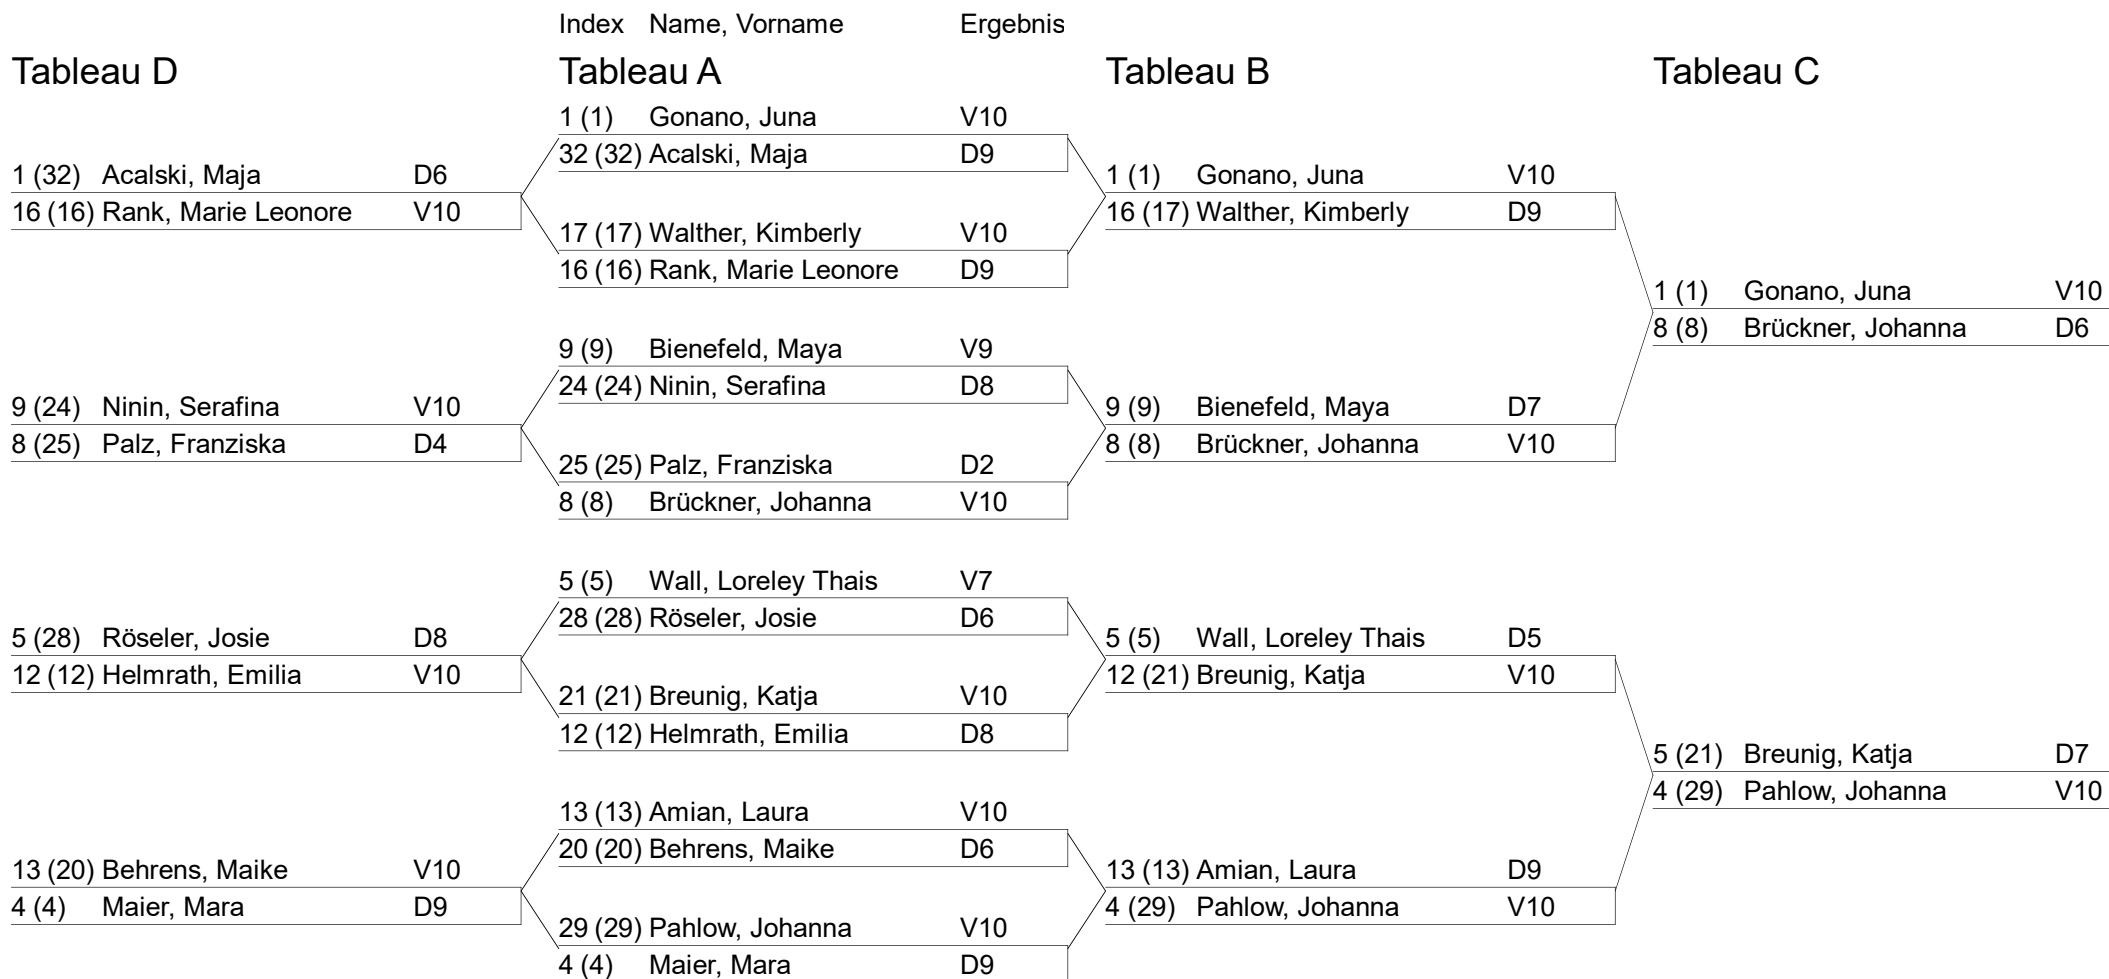 Index Name, Vorname Ergebnis
Tableau D Tableau A Tableau B Tableau C
1 (1) Gonano, Juna V10
32 (32) Acalski, Maja D9
1 (32) Acalski, Maja D6 1 (1) Gonano, Juna V10
16 (16) Rank, Marie Leonore V10 16 (17) Walther, Kimberly D9
17 (17) Walther, Kimberly V10
16 (16) Rank, Marie Leonore D9
1 (1) Gonano, Juna V10
8 (8) Brückner, Johanna D6
9 (9) Bienefeld, Maya V9
24 (24) Ninin, Serafina D8
9 (24) Ninin, Serafina V10 9 (9) Bienefeld, Maya D7
8 (25) Palz, Franziska D4 8 (8) Brückner, Johanna V10
25 (25) Palz, Franziska D2
8 (8) Brückner, Johanna V10
5 (5) Wall, Loreley Thais V7
28 (28) Röseler, Josie D6
5 (28) Röseler, Josie D8 5 (5) Wall, Loreley Thais D5
12 (12) Helmrath, Emilia V10 12 (21) Breunig, Katja V10
21 (21) Breunig, Katja V10
12 (12) Helmrath, Emilia D8
5 (21) Breunig, Katja D7
4 (29) Pahlow, Johanna V10
13 (13) Amian, Laura V10
20 (20) Behrens, Maike D6
13 (20) Behrens, Maike V10 13 (13) Amian, Laura D9
4 (4) Maier, Mara D9 4 (29) Pahlow, Johanna V10
29 (29) Pahlow, Johanna V10
4 (4) Maier, Mara D9